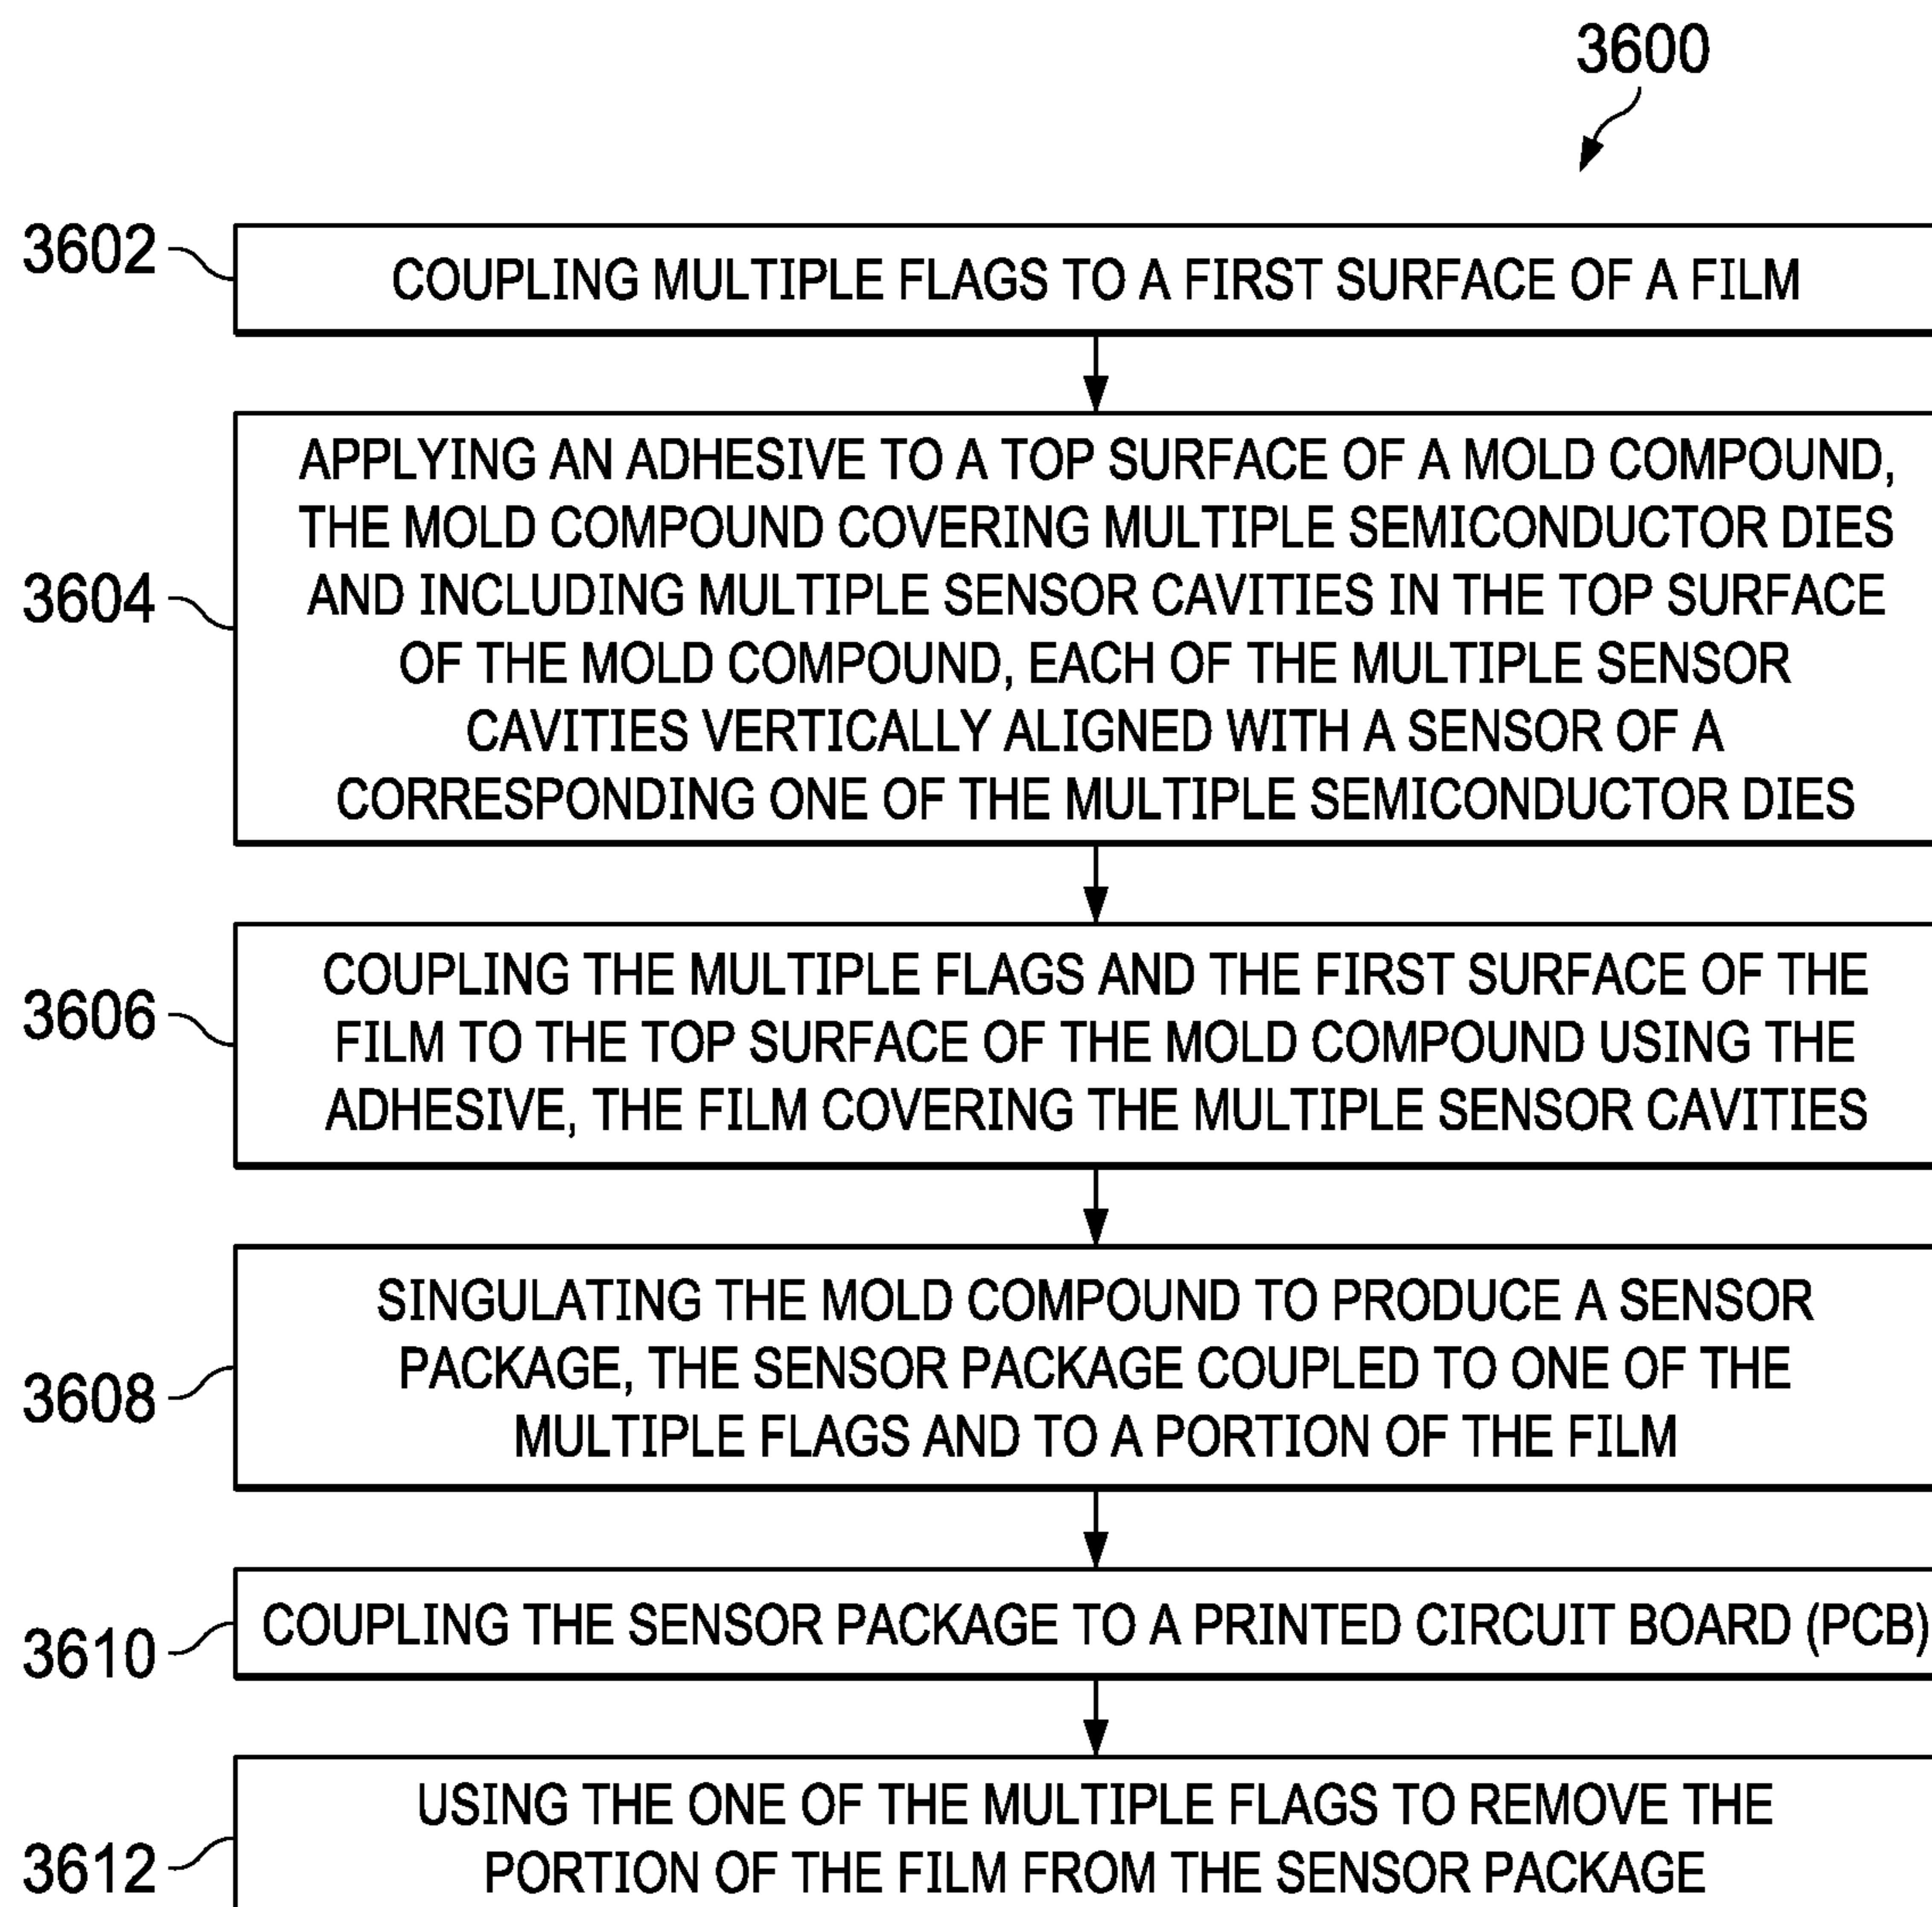 3600
3602
COUPLING MULTIPLE FLAGS TO A FIRST SURFACE OF A FILM
3604
APPLYING AN ADHESIVE TO A TOP SURFACE OF A MOLD COMPOUND,
THE MOLD COMPOUND COVERING MULTIPLE SEMICONDUCTOR DIES
AND INCLUDING MULTIPLE SENSOR CAVITIES IN THE TOP SURFACE
OF THE MOLD COMPOUND, EACH OF THE MULTIPLE SENSOR
CAVITIES VERTICALLY ALIGNED WITH A SENSOR OF A
CORRESPONDING ONE OF THE MULTIPLE SEMICONDUCTOR DIES
3606
COUPLING THE MULTIPLE FLAGS AND THE FIRST SURFACE OF THE
FILM TO THE TOP SURFACE OF THE MOLD COMPOUND USING THE
ADHESIVE, THE FILM COVERING THE MULTIPLE SENSOR CAVITIES
3608
SINGULATING THE MOLD COMPOUND TO PRODUCE A SENSOR
PACKAGE, THE SENSOR PACKAGE COUPLED TO ONE OF THE
MULTIPLE FLAGS AND TO A PORTION OF THE FILM
3610
COUPLING THE SENSOR PACKAGE TO A PRINTED CIRCUIT BOARD (PCB)
3612
USING THE ONE OF THE MULTIPLE FLAGS TO REMOVE THE
PORTION OF THE FILM FROM THE SENSOR PACKAGE